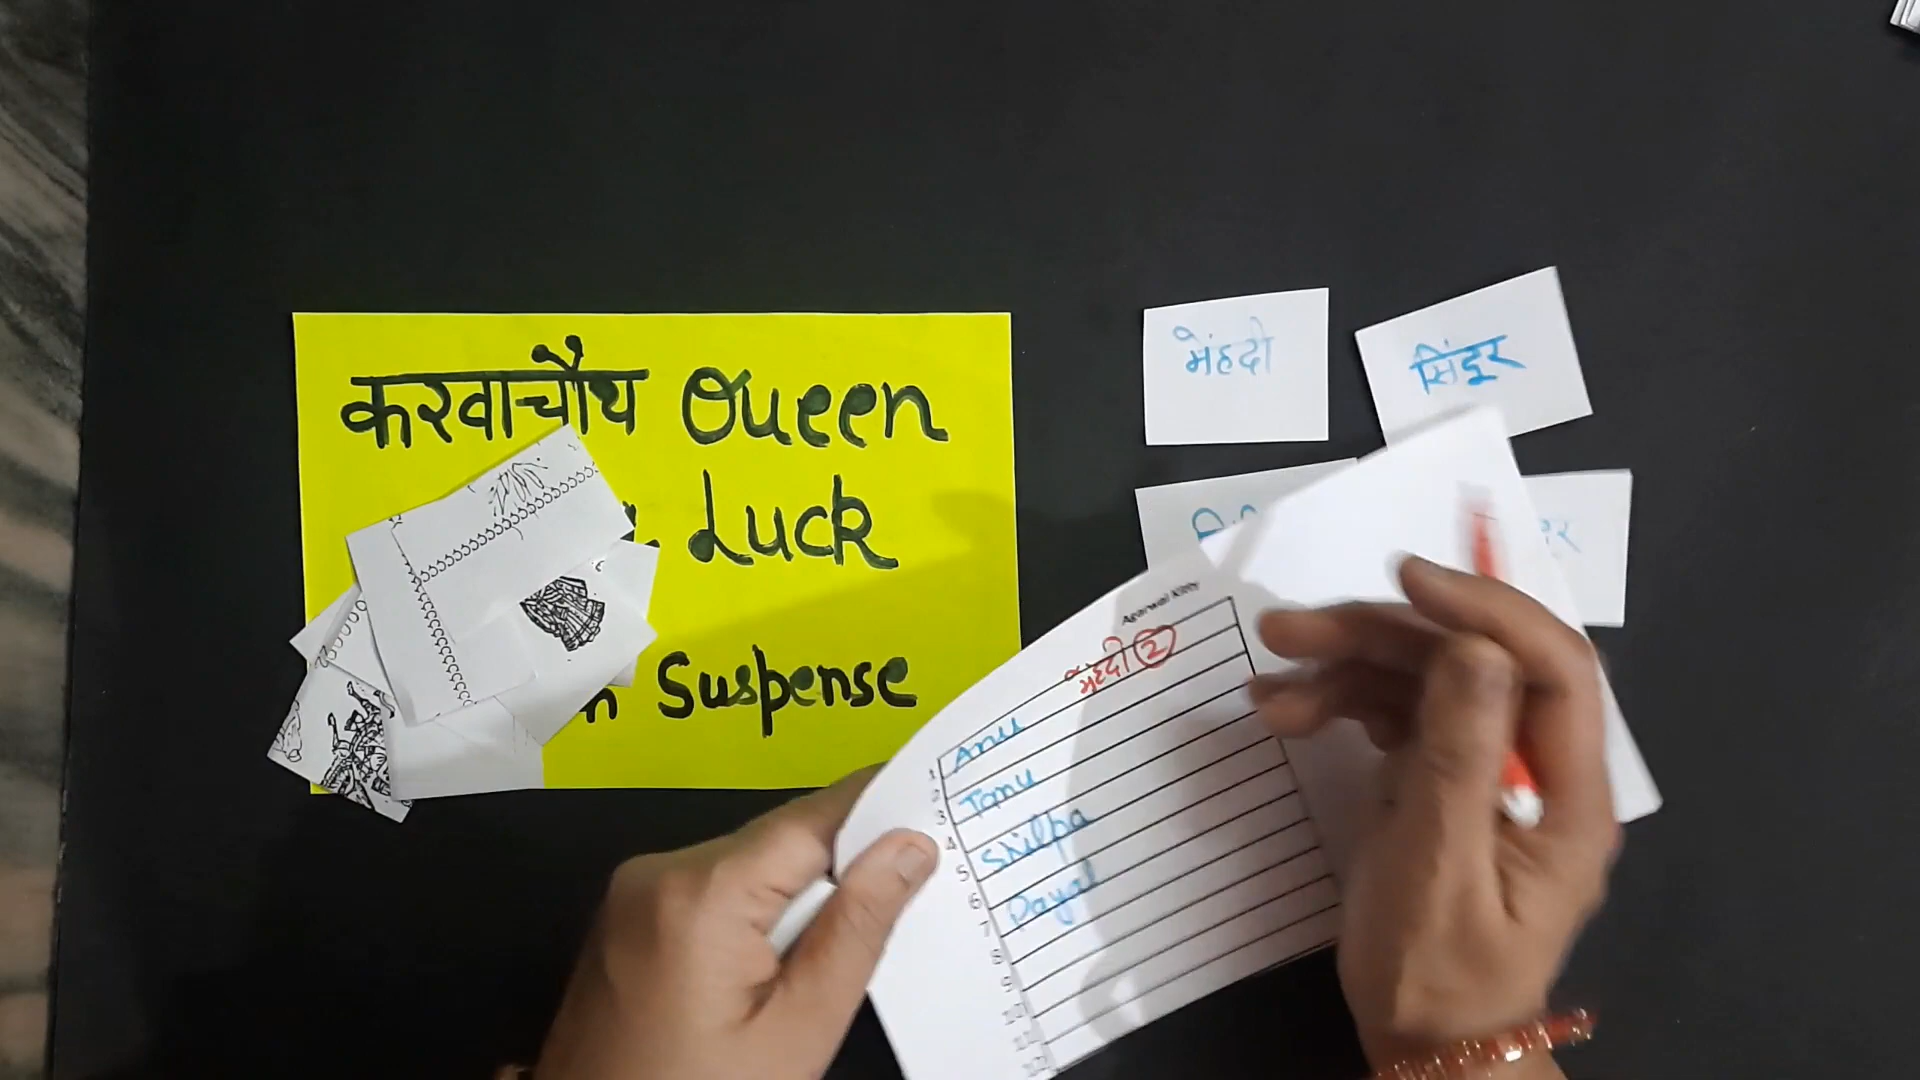 करवाचौथ Queen
Luck
Suspense
मेंहदी
सिंदूर
Agarwal Kitty
मेंहदी 2
1 Anu
2 Tanu
3 Shilpa
4 Payal
5
6
7
8
9
10
11
12